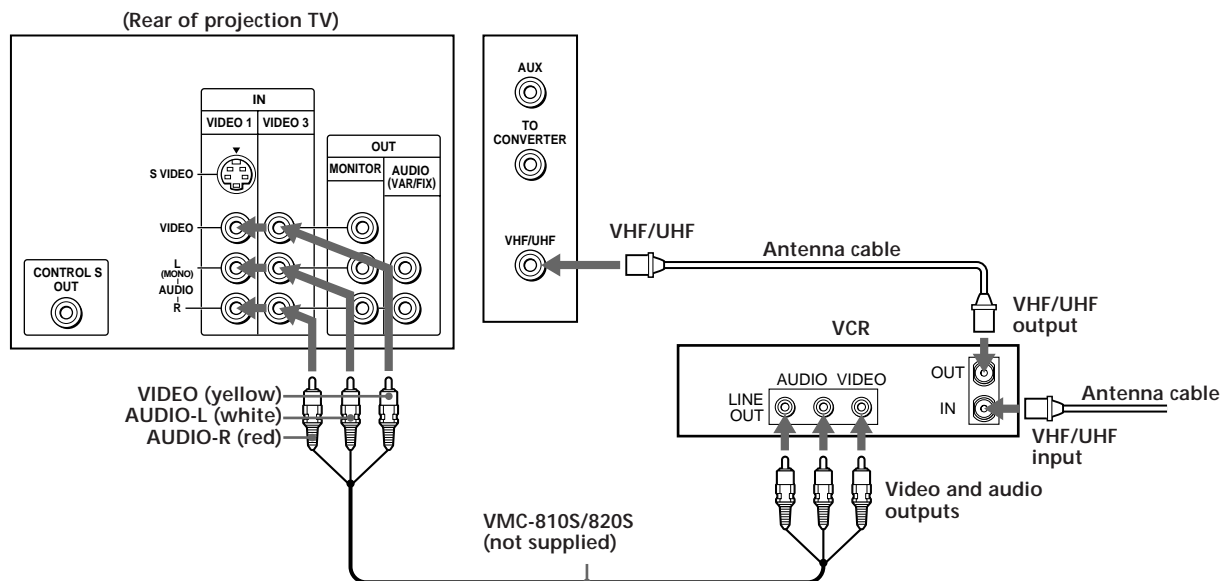 (Rear of projection TV)
IN
VIDEO 1
VIDEO 3
S VIDEO
VIDEO
L
(MONO)
AUDIO
R
OUT
MONITOR
AUDIO
(VAR/FIX)
CONTROL S
OUT
AUX
TO
CONVERTER
VHF/UHF
VHF/UHF
Antenna cable
VHF/UHF
output
VCR
OUT
IN
AUDIO
VIDEO
LINE
OUT
Antenna cable
VHF/UHF
input
VIDEO (yellow)
AUDIO-L (white)
AUDIO-R (red)
Video and audio
outputs
VMC-810S/820S
(not supplied)